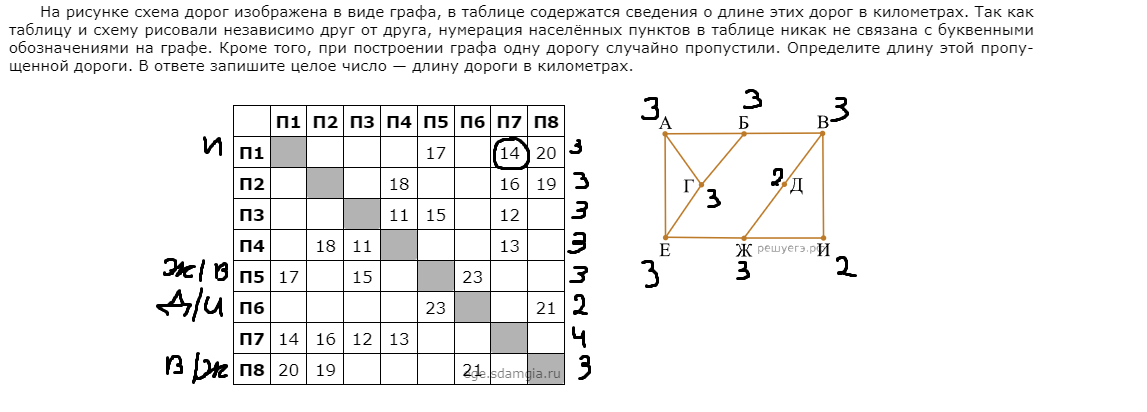 На рисунке схема дорог изображена в виде графа, в таблице содержатся сведения о длине этих дорог в километрах. Так как
таблицу и схему рисовали независимо друг от друга, нумерация населённых пунктов в таблице никак не связана с буквенными
обозначениями на графе. Кроме того, при построении графа одну дорогу случайно пропустили. Определите длину этой пропу-
щенной дороги. В ответе запишите целое число — длину дороги в километрах.
П1 П2 П3 П4 П5 П6 П7 П8
И П1 17 14 20 3
П2 18 16 19 3
П3 11 15 12 3
П4 18 11 13 3
Ж/В П5 17 15 23 3
Д/И П6 23 21 2
П7 14 16 12 13 4
В/Ж П8 20 19 21 3
ege.sdamgia.ru
3 3 3
А Б В
Г 3 2 Д
Е Ж решуегэ.рф И
3 3 2